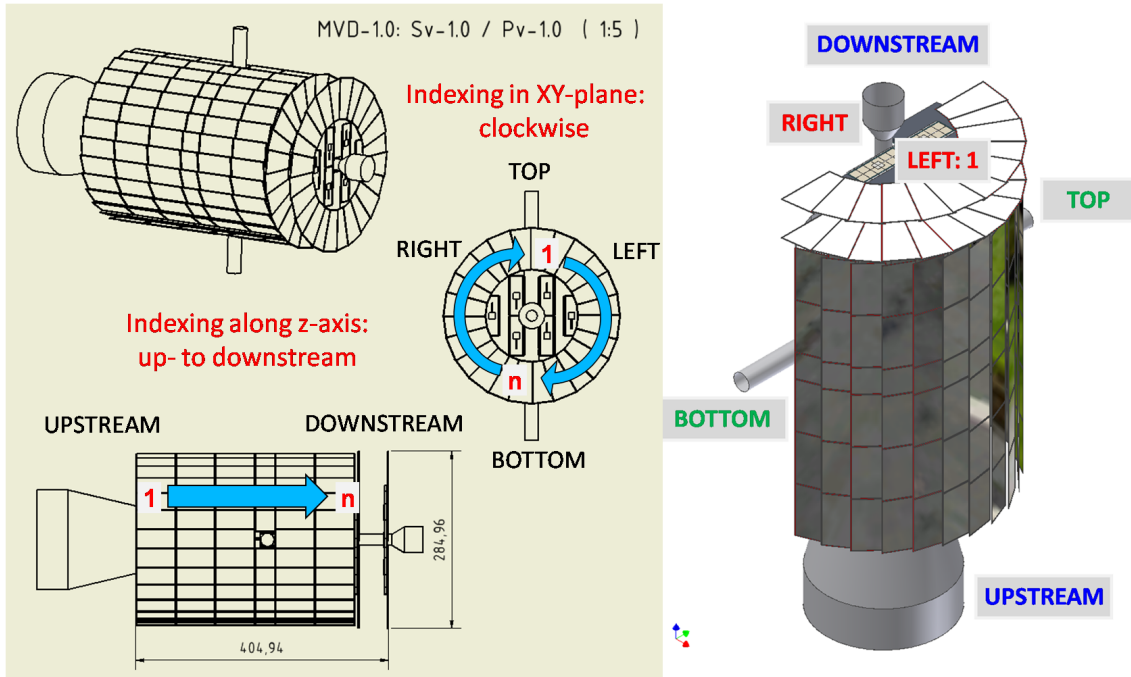 MVD-1.0: Sv-1.0 / Pv-1.0 ( 1:5 )
Indexing in XY-plane:
clockwise
TOP
RIGHT
1
LEFT
n
BOTTOM
Indexing along z-axis:
up- to downstream
UPSTREAM
DOWNSTREAM
1
n
284,96
404,94
DOWNSTREAM
RIGHT
LEFT: 1
TOP
BOTTOM
UPSTREAM